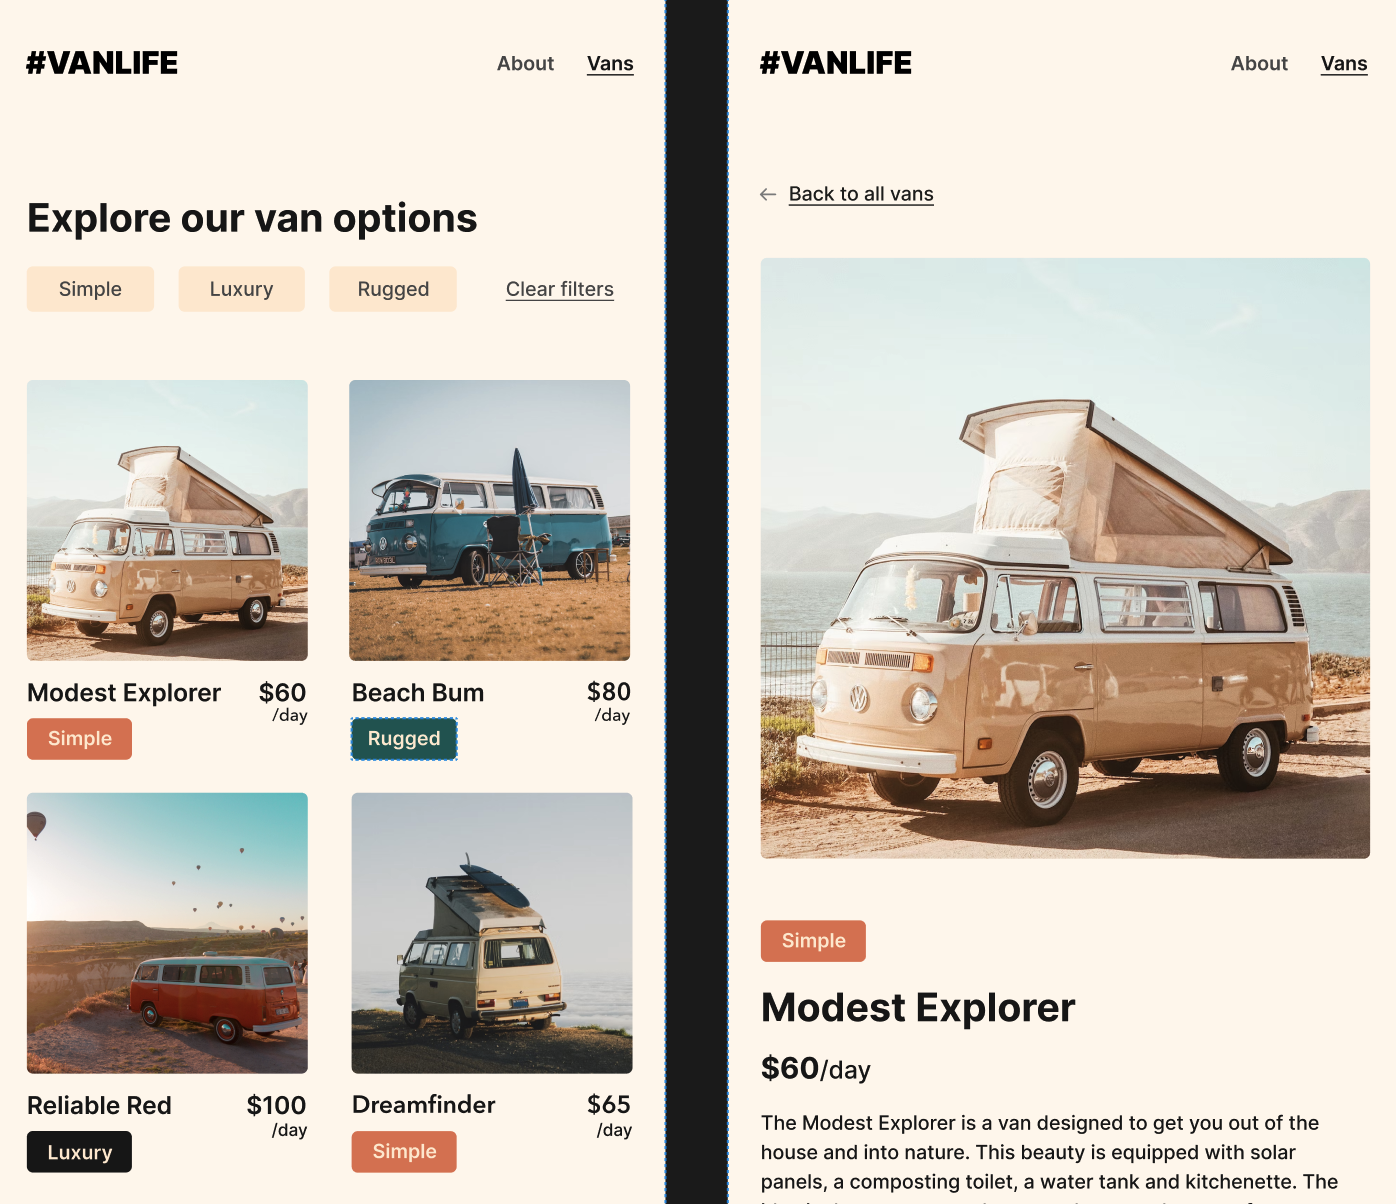 #VANLIFE
About
Vans
Explore our van options
Simple
Luxury
Rugged
Clear filters
Modest Explorer
$60
/day
Simple
Beach Bum
$80
/day
Rugged
Reliable Red
$100
/day
Luxury
Dreamfinder
$65
/day
Simple
#VANLIFE
About
Vans
← Back to all vans
Simple
Modest Explorer
$60/day
The Modest Explorer is a van designed to get you out of the
house and into nature. This beauty is equipped with solar
panels, a composting toilet, a water tank and kitchenette. The